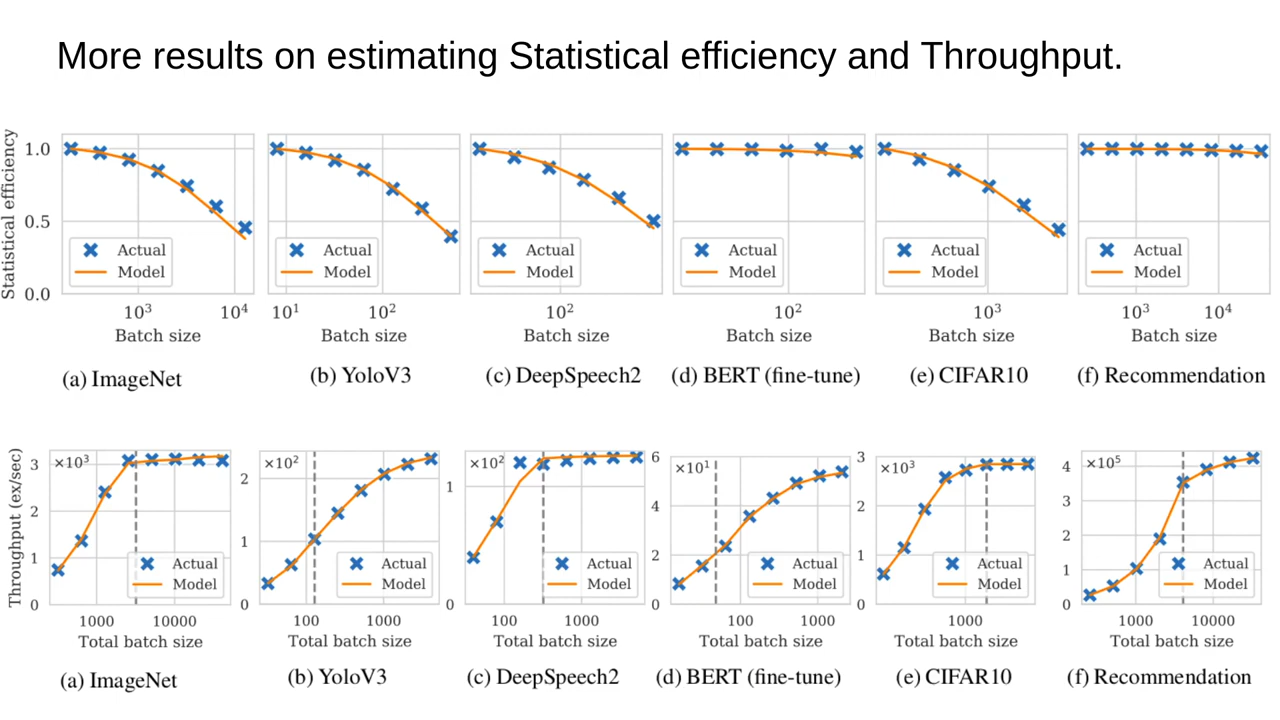 More results on estimating Statistical efficiency and Throughput.
Statistical efficiency
1.0
0.5
0.0
Actual
Model
10³ 10⁴
Batch size
(a) ImageNet
Actual
Model
10¹ 10²
Batch size
(b) YoloV3
Actual
Model
10²
Batch size
(c) DeepSpeech2
Actual
Model
10²
Batch size
(d) BERT (fine-tune)
Actual
Model
10³
Batch size
(e) CIFAR10
Actual
Model
10³ 10⁴
Batch size
(f) Recommendation
Throughput (ex/sec)
×10³
3
2
1
0
Actual
Model
1000 10000
Total batch size
(a) ImageNet
×10²
2
1
0
Actual
Model
100 1000
Total batch size
(b) YoloV3
×10²
1
0
Actual
Model
100 1000
Total batch size
(c) DeepSpeech2
×10¹
6
4
2
0
Actual
Model
100 1000
Total batch size
(d) BERT (fine-tune)
×10³
3
2
1
0
Actual
Model
1000
Total batch size
(e) CIFAR10
×10⁵
4
3
2
1
0
Actual
Model
1000 10000
Total batch size
(f) Recommendation